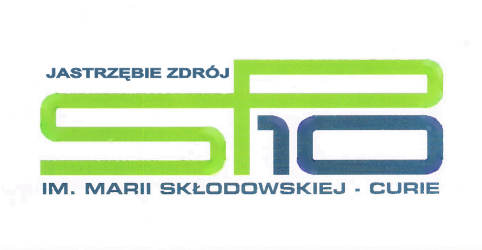 JASTRZĘBIE ZDRÓJ
SP10
IM. MARII SKŁODOWSKIEJ - CURIE